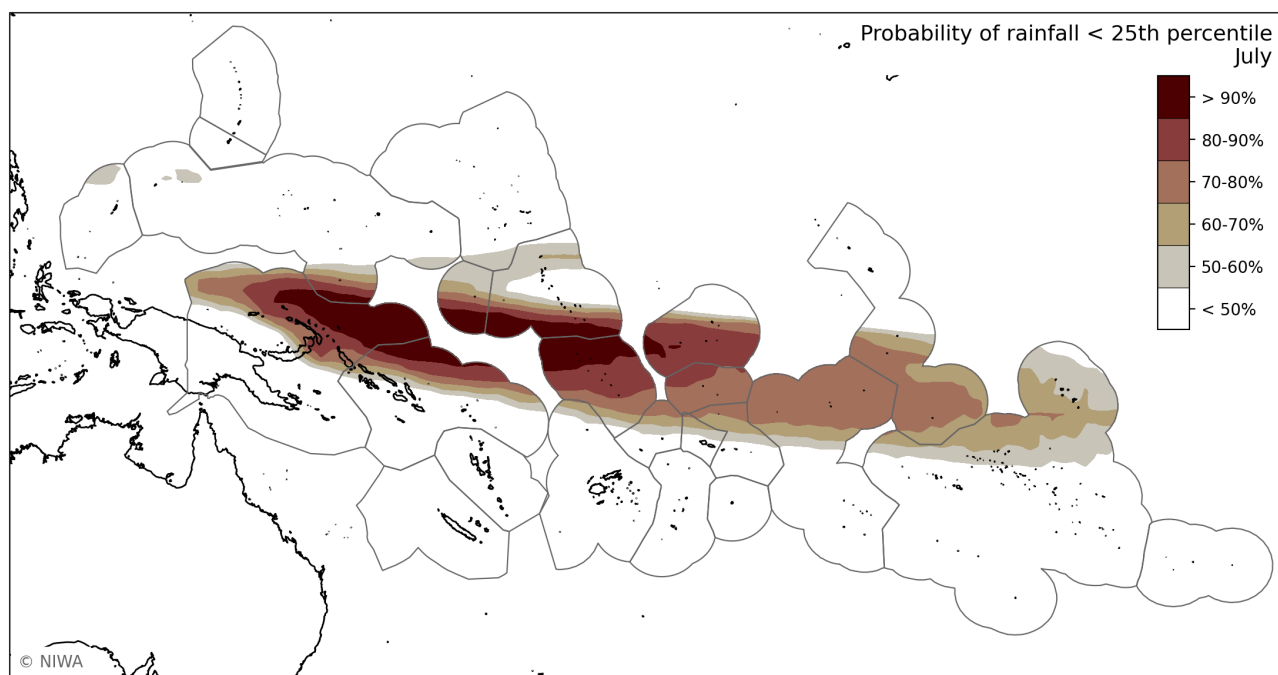 Probability of rainfall < 25th percentile
July
> 90%
80-90%
70-80%
60-70%
50-60%
< 50%
© NIWA